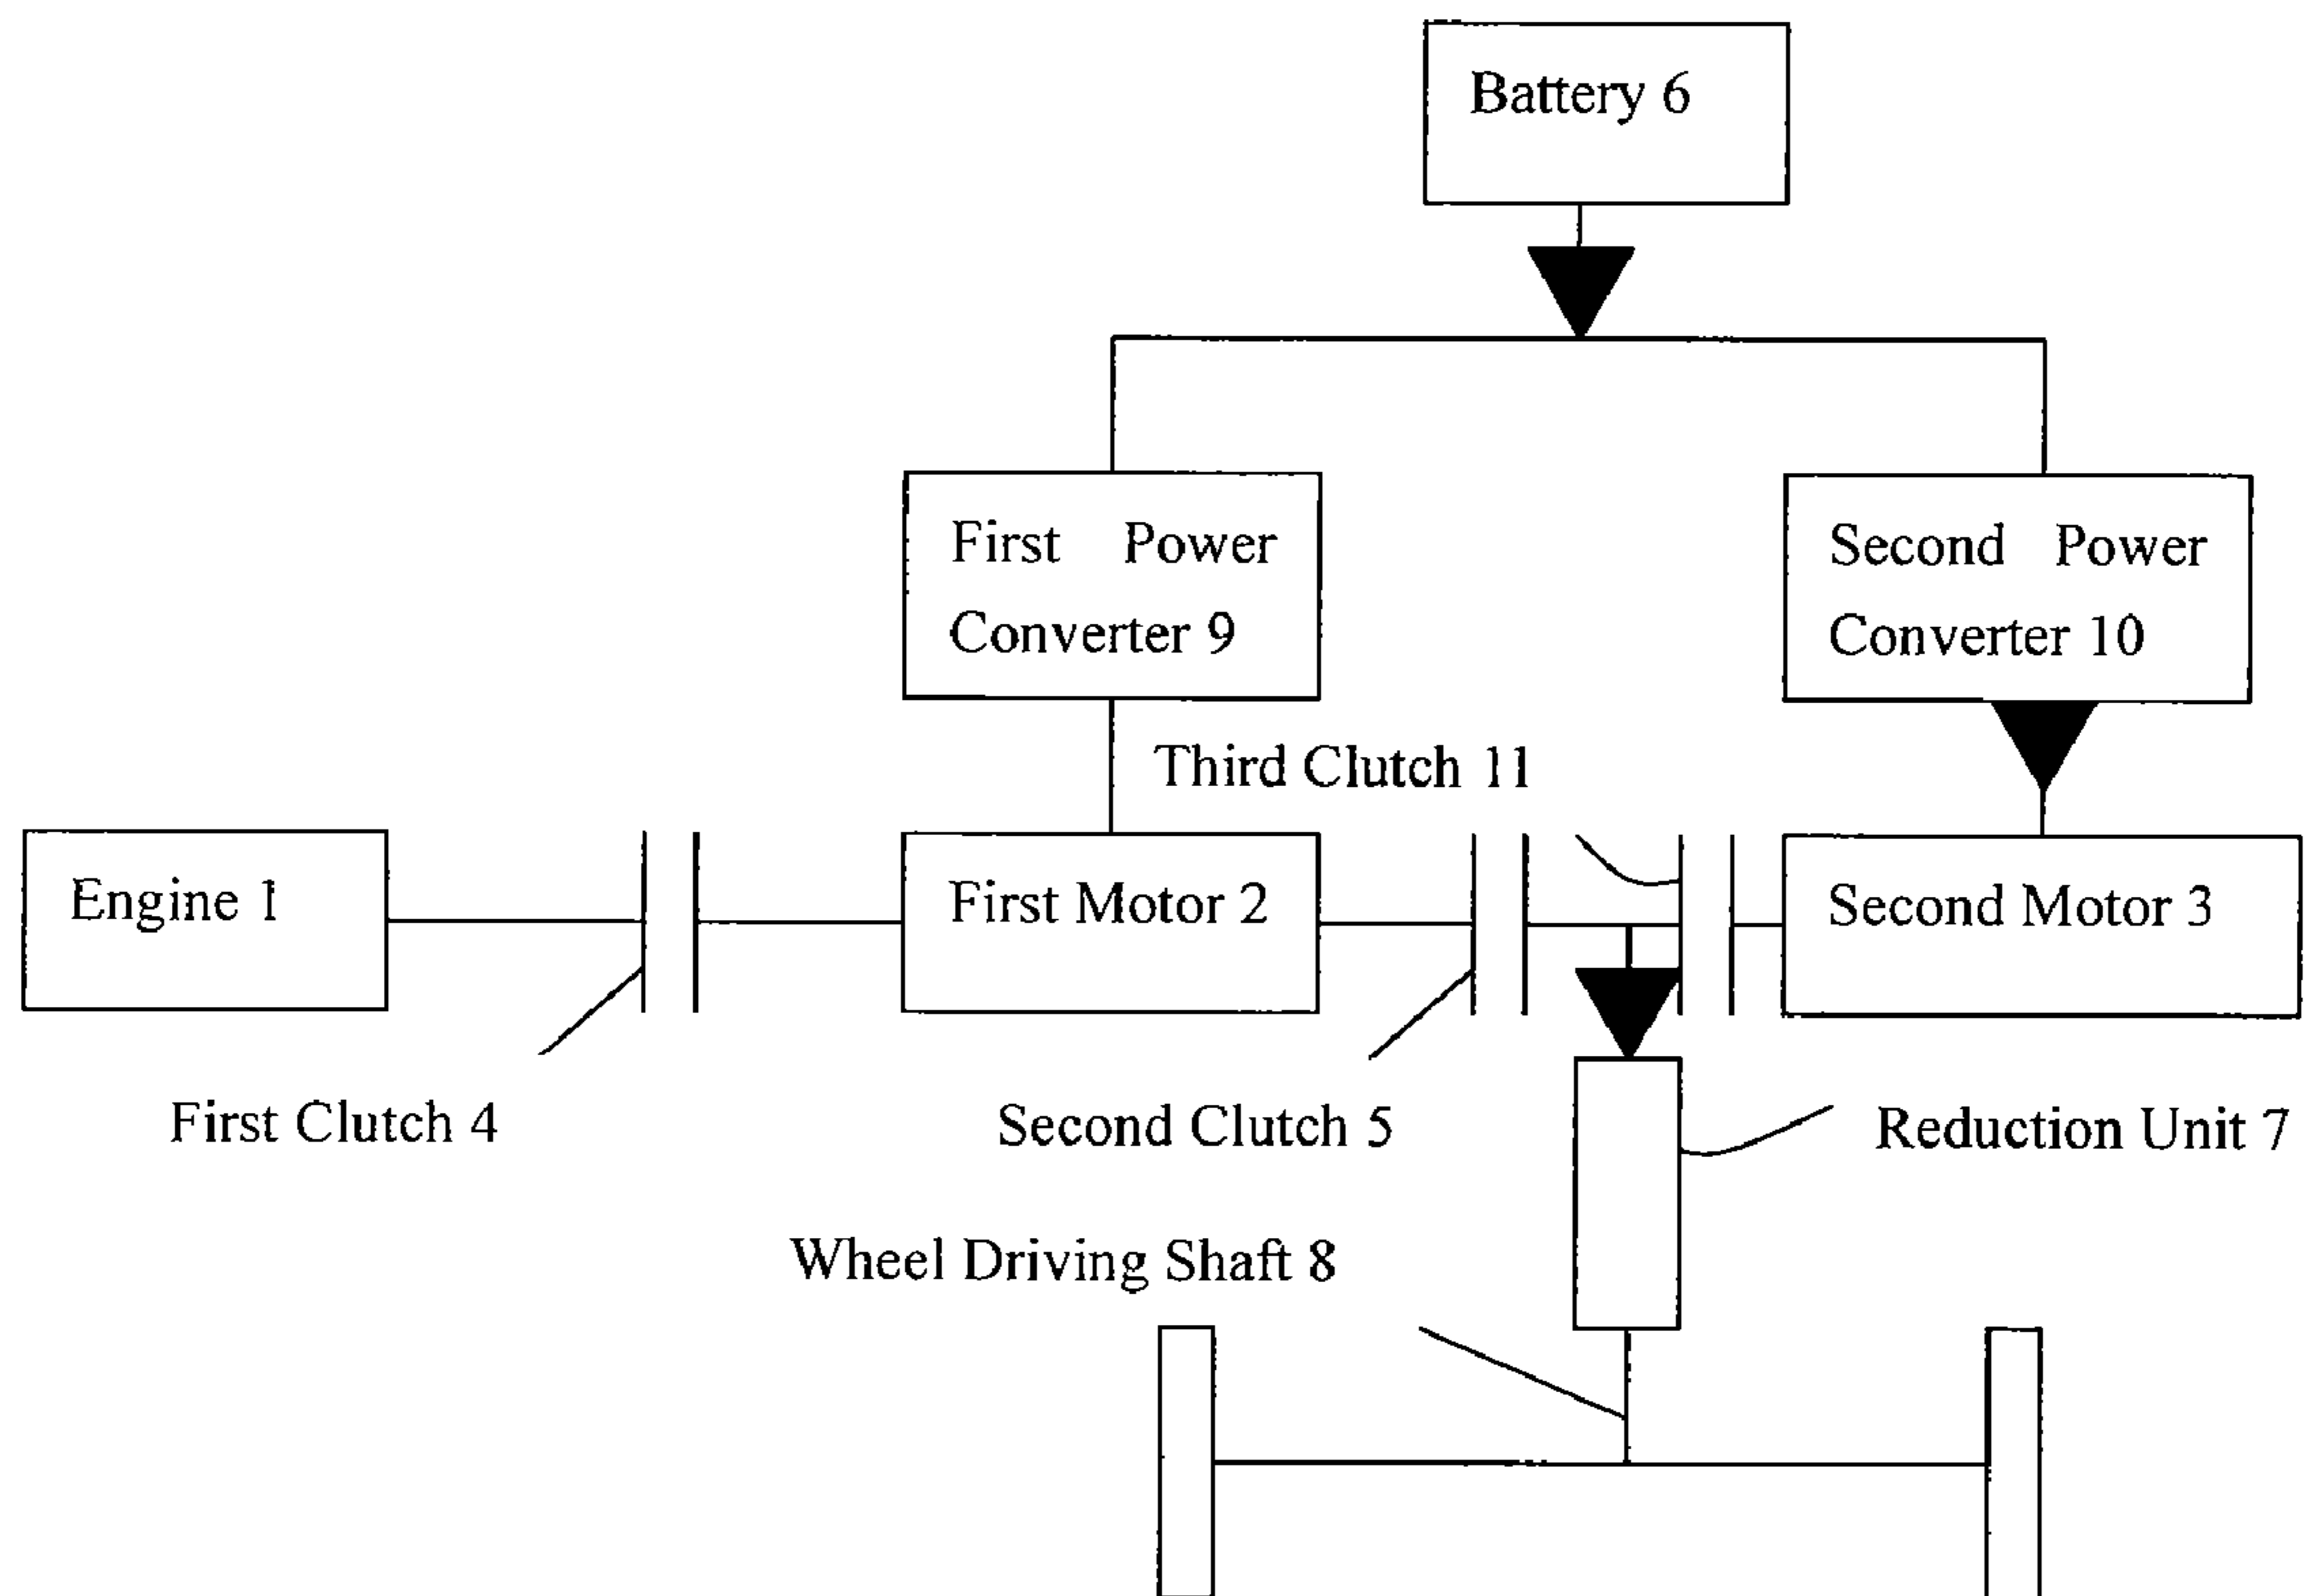 Battery 6
First Power
Converter 9
Second Power
Converter 10
Third Clutch 11
Engine 1
First Motor 2
Second Motor 3
First Clutch 4
Second Clutch 5
Reduction Unit 7
Wheel Driving Shaft 8